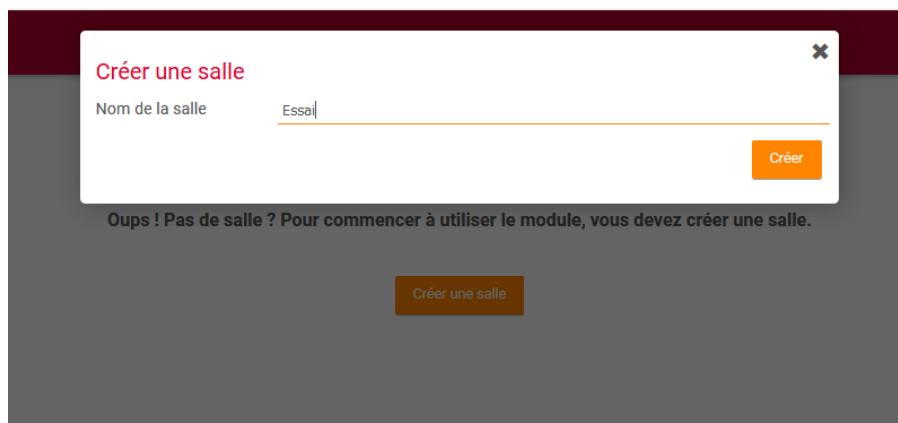 Créer une salle
Nom de la salle Essai
Créer
Oups ! Pas de salle ? Pour commencer à utiliser le module, vous devez créer une salle.
Créer une salle